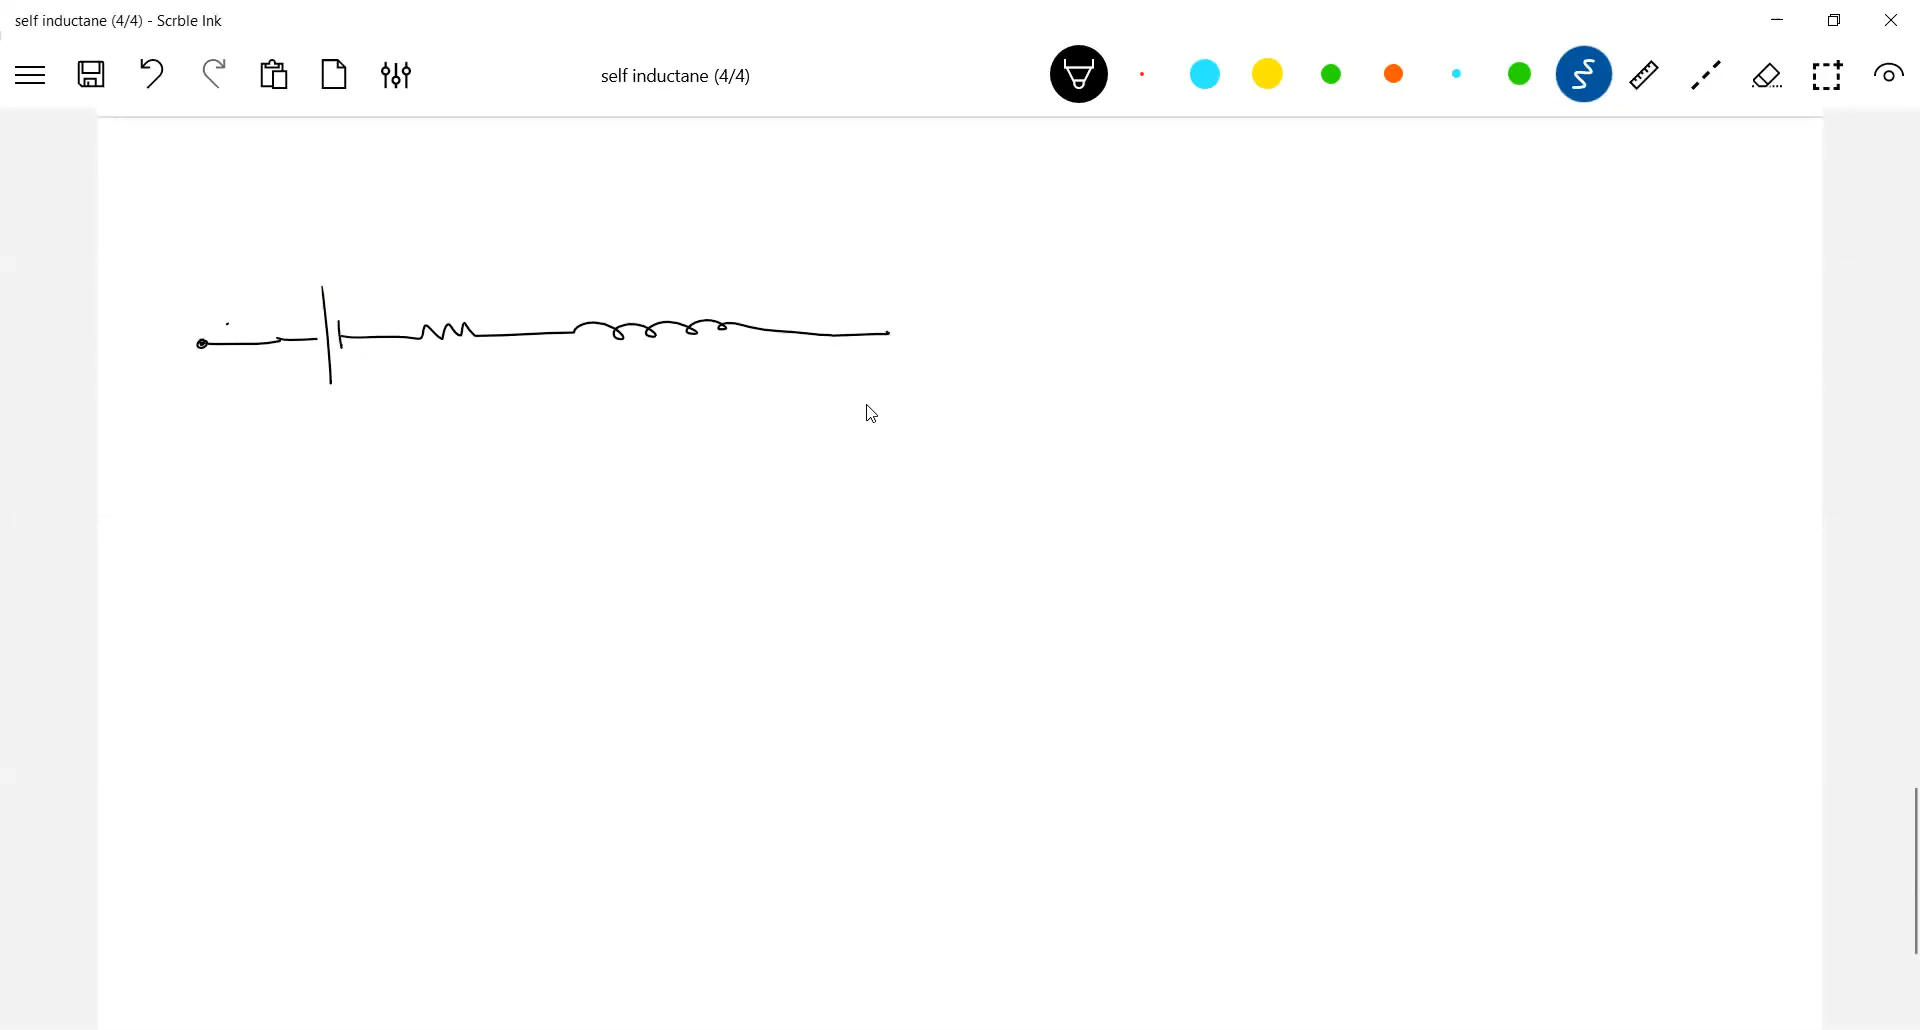 self inductane (4/4) - Scrble Ink
self inductane (4/4)